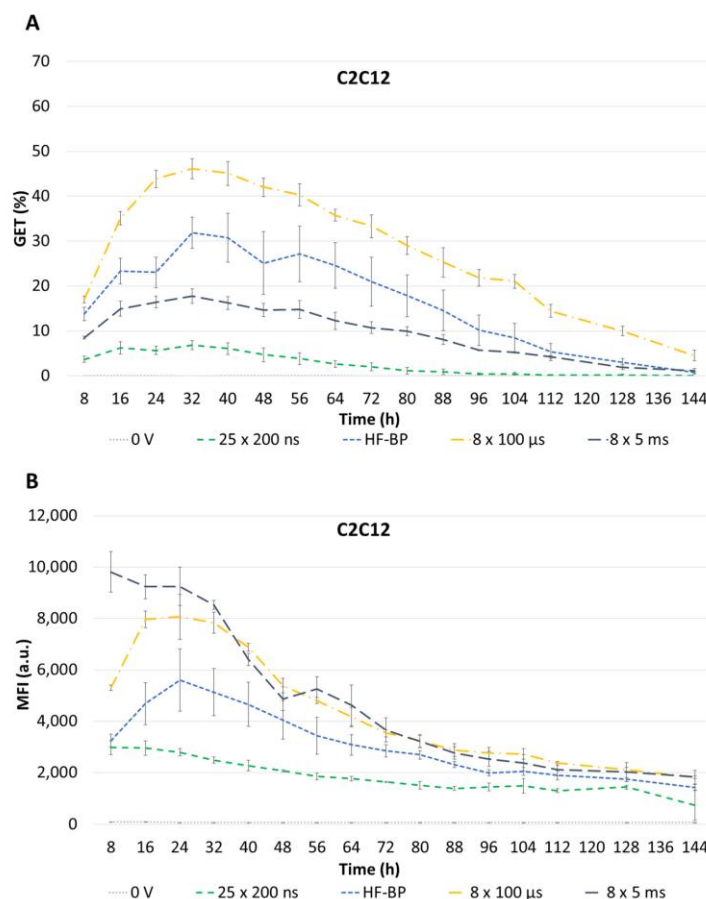 A
C2C12
70
60
50
40
30
20
10
0
GET (%)
8 16 24 32 40 48 56 64 72 80 88 96 104 112 120 128 136 144
Time (h)
0 V 25 x 200 ns HF-BP 8 x 100 µs 8 x 5 ms
B
C2C12
12,000
10,000
8,000
6,000
4,000
2,000
0
MFI (a.u.)
8 16 24 32 40 48 56 64 72 80 88 96 104 112 120 128 136 144
Time (h)
0 V 25 x 200 ns HF-BP 8 x 100 µs 8 x 5 ms